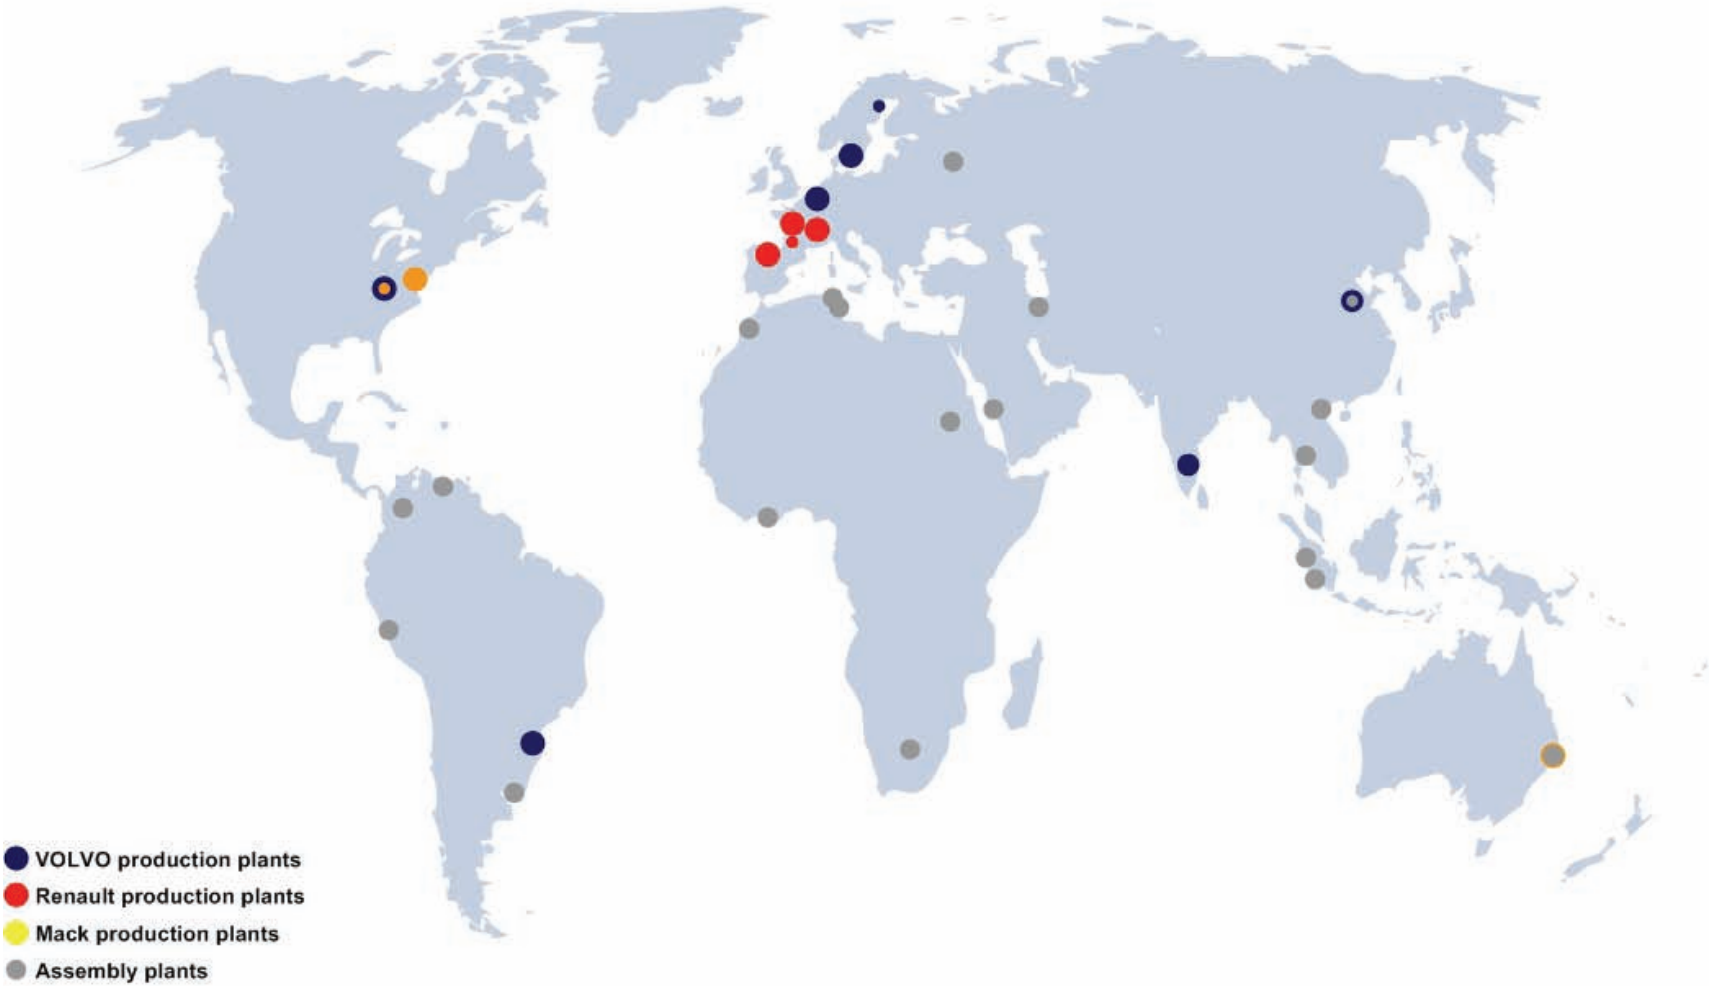 VOLVO production plants
Renault production plants
Mack production plants
Assembly plants